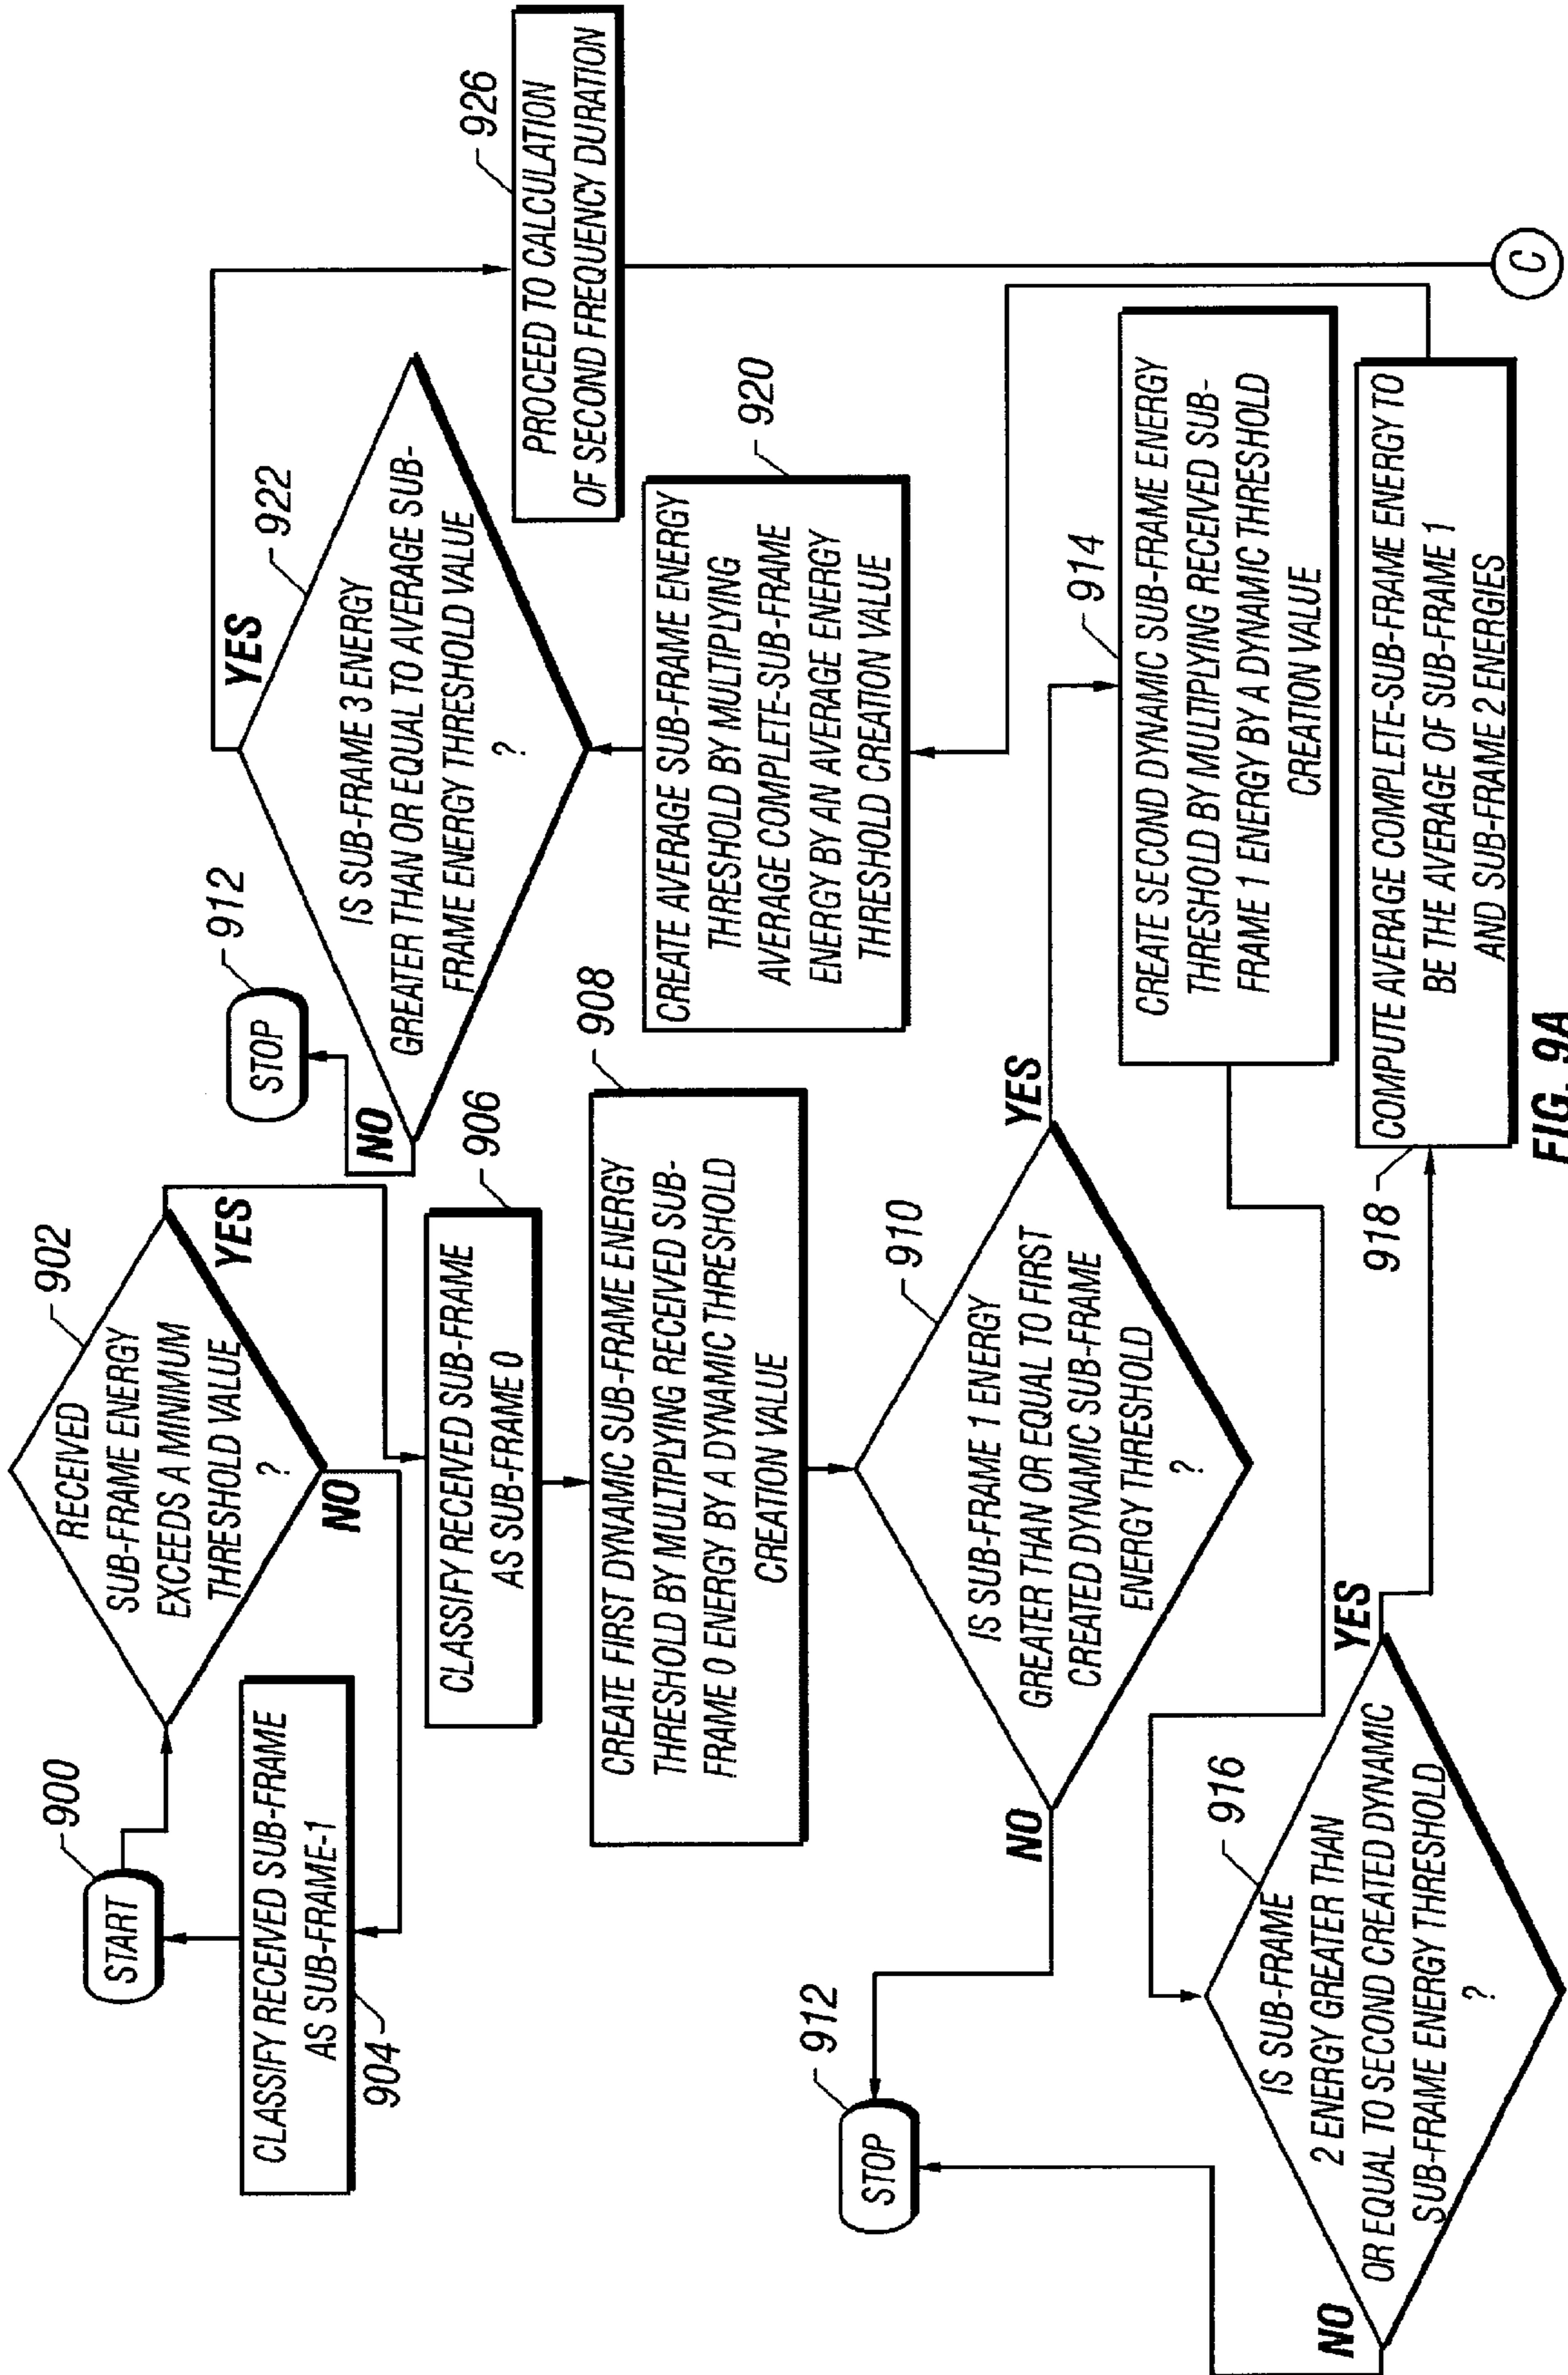 900
START
902
RECEIVED
SUB-FRAME ENERGY
EXCEEDS A MINIMUM
THRESHOLD VALUE
?
YES
NO
CLASSIFY RECEIVED SUB-FRAME
AS SUB-FRAME-1
904
906
CLASSIFY RECEIVED SUB-FRAME
AS SUB-FRAME 0
908
CREATE FIRST DYNAMIC SUB-FRAME ENERGY
THRESHOLD BY MULTIPLYING RECEIVED SUB-
FRAME 0 ENERGY BY A DYNAMIC THRESHOLD
CREATION VALUE
910
IS SUB-FRAME 1 ENERGY
GREATER THAN OR EQUAL TO FIRST
CREATED DYNAMIC SUB-FRAME
ENERGY THRESHOLD
?
NO
YES
912
STOP
914
CREATE SECOND DYNAMIC SUB-FRAME ENERGY
THRESHOLD BY MULTIPLYING RECEIVED SUB-
FRAME 1 ENERGY BY A DYNAMIC THRESHOLD
CREATION VALUE
916
IS SUB-FRAME
2 ENERGY GREATER THAN
OR EQUAL TO SECOND CREATED DYNAMIC
SUB-FRAME ENERGY THRESHOLD
?
NO
YES
918
COMPUTE AVERAGE COMPLETE-SUB-FRAME ENERGY TO
BE THE AVERAGE OF SUB-FRAME 1
AND SUB-FRAME 2 ENERGIES
920
CREATE AVERAGE SUB-FRAME ENERGY
THRESHOLD BY MULTIPLYING
AVERAGE COMPLETE-SUB-FRAME
ENERGY BY AN AVERAGE ENERGY
THRESHOLD CREATION VALUE
922
IS SUB-FRAME 3 ENERGY
GREATER THAN OR EQUAL TO AVERAGE SUB-
FRAME ENERGY THRESHOLD VALUE
?
NO
YES
912
STOP
926
PROCEED TO CALCULATION
OF SECOND FREQUENCY DURATION
C
FIG. 9A